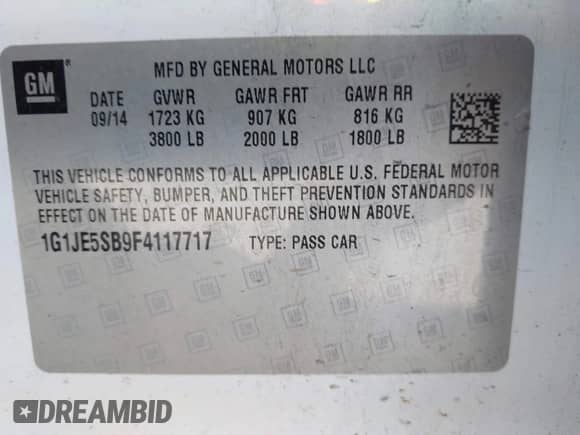 GM ®
MFD BY GENERAL MOTORS LLC
DATE GVWR GAWR FRT GAWR RR
09/14 1723 KG 907 KG 816 KG
3800 LB 2000 LB 1800 LB
THIS VEHICLE CONFORMS TO ALL APPLICABLE U.S. FEDERAL MOTOR
VEHICLE SAFETY, BUMPER, AND THEFT PREVENTION STANDARDS IN
EFFECT ON THE DATE OF MANUFACTURE SHOWN ABOVE.
1G1JE5SB9F4117717 TYPE: PASS CAR
DREAMBID